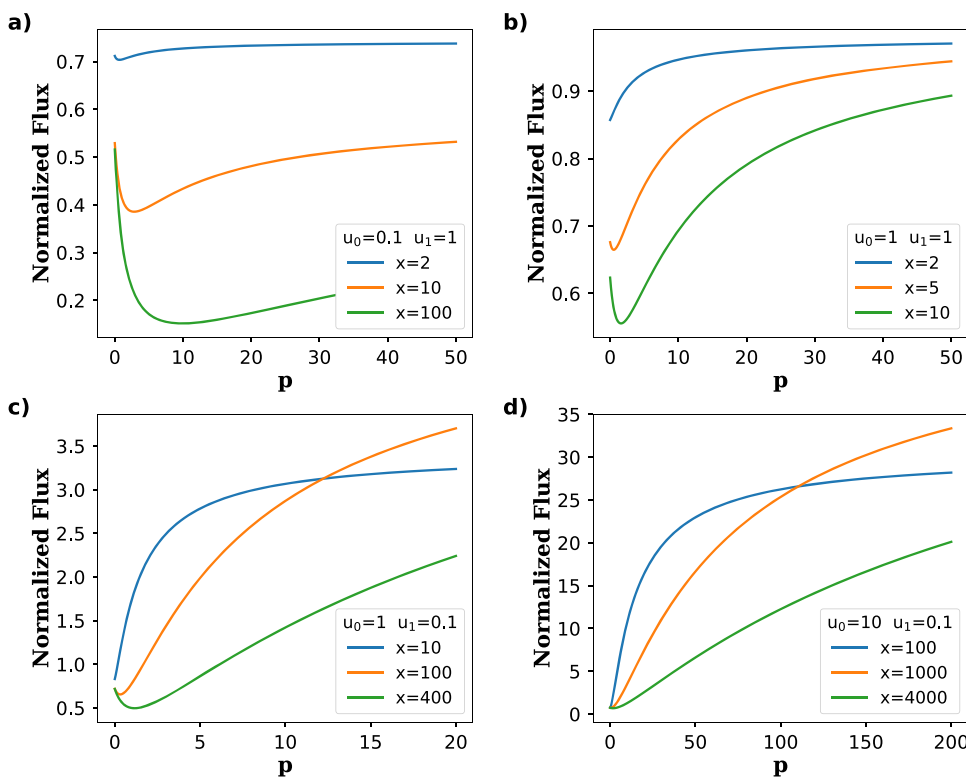 a)
Normalized Flux
0.7
0.6
0.5
0.4
0.3
0.2
0 10 20 30 40 50
p
u0=0.1 u1=1
x=2
x=10
x=100
b)
Normalized Flux
0.9
0.8
0.7
0.6
0 10 20 30 40 50
p
u0=1 u1=1
x=2
x=5
x=10
c)
Normalized Flux
3.5
3.0
2.5
2.0
1.5
1.0
0.5
0 5 10 15 20
p
u0=1 u1=0.1
x=10
x=100
x=400
d)
Normalized Flux
35
30
25
20
15
10
5
0
0 50 100 150 200
p
u0=10 u1=0.1
x=100
x=1000
x=4000